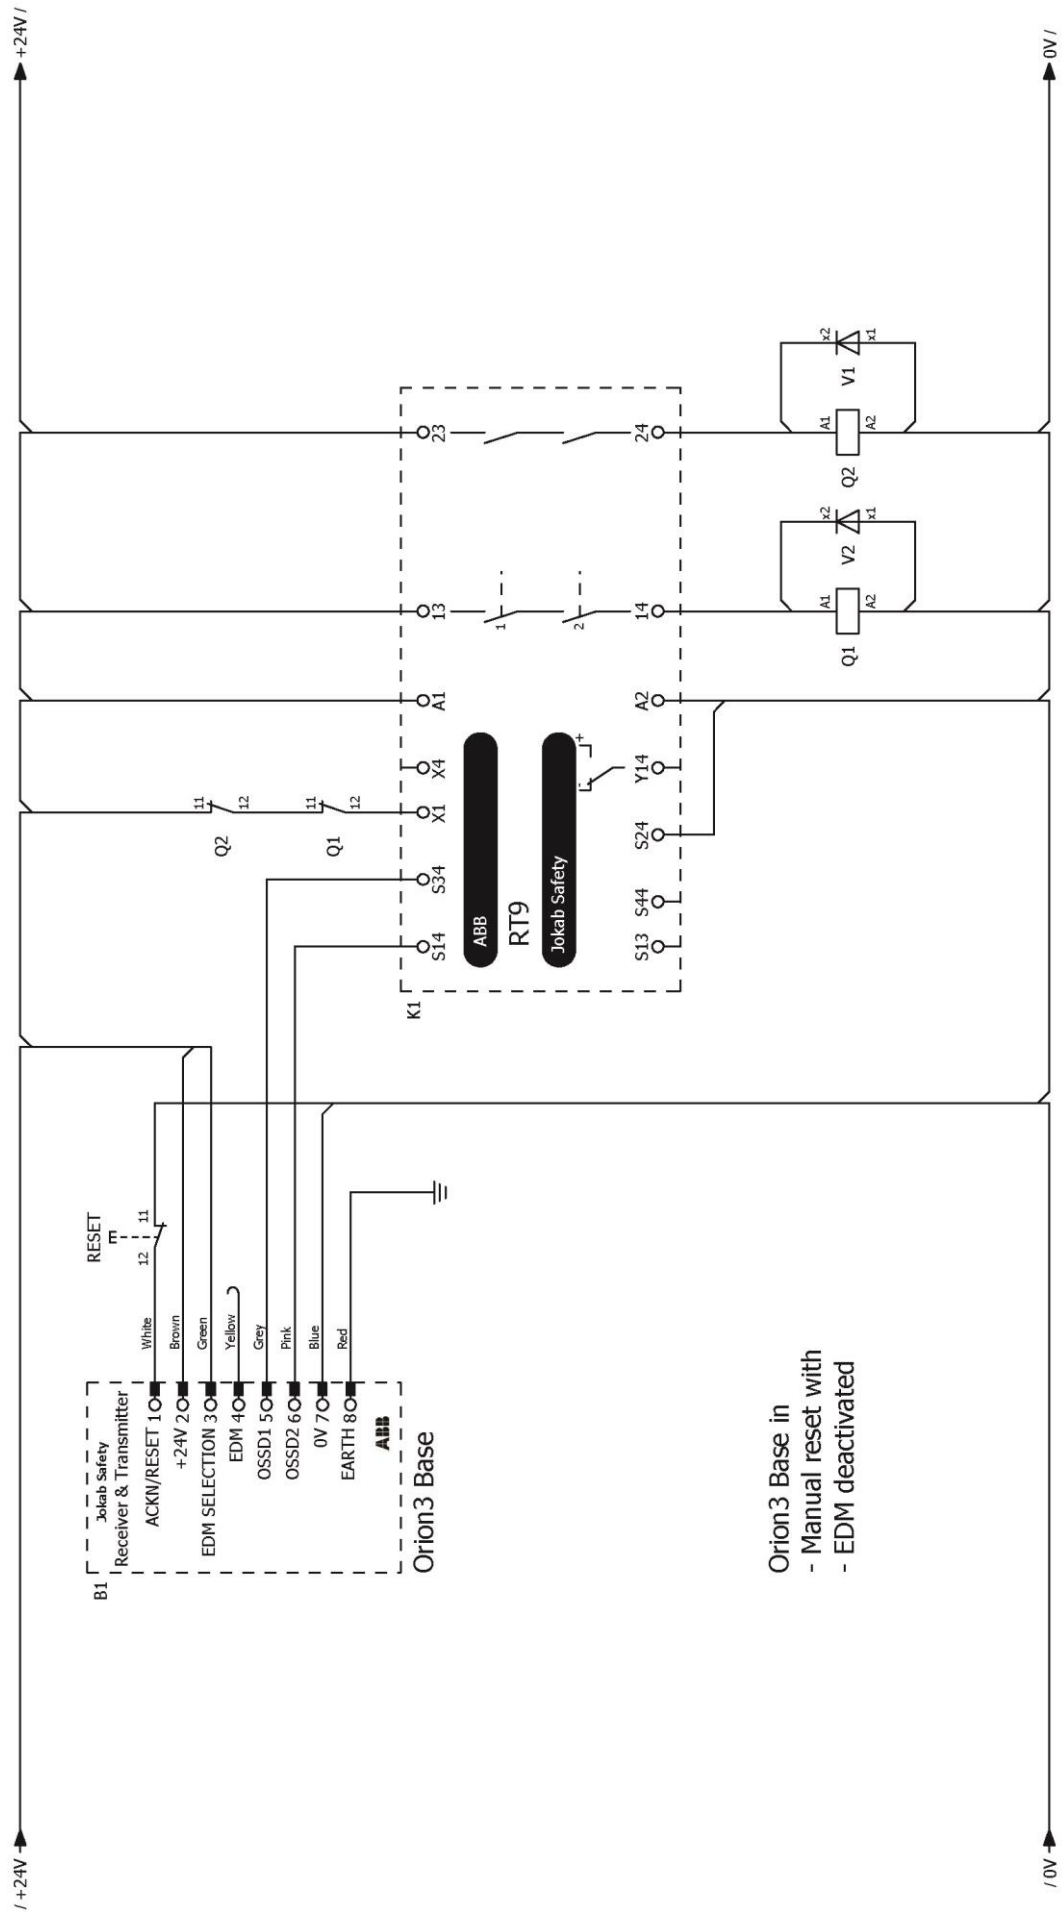 / +24V
+24V /
B1
Jokab Safety
Receiver & Transmitter
ACKN/RESET 1
+24V 2
EDM SELECTION 3
EDM 4
OSSD1 5
OSSD2 6
0V 7
EARTH 8
ABB
Orion3 Base
White
Brown
Green
Yellow
Grey
Pink
Blue
Red
RESET
E
12
11
Q2
11
12
Q1
11
12
K1
S14
S34
X1
X4
A1
13
23
ABB
RT9
Jokab Safety
- +
1
2
S13
S44
S24
Y14
A2
14
24
Q1
A1
A2
V2
x2
x1
Q2
A1
A2
V1
x2
x1
Orion3 Base in
- Manual reset with
- EDM deactivated
/ 0V
0V /